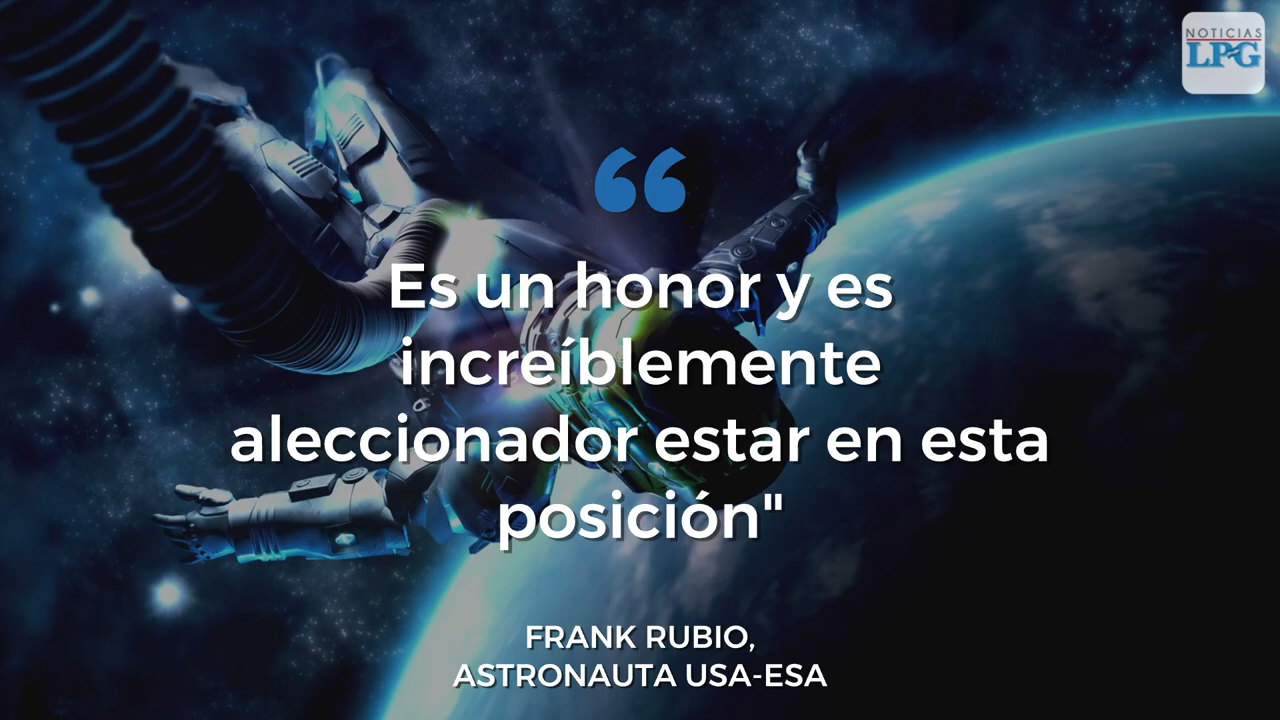 NOTICIAS
LPG
“
Es un honor y es
increíblemente
aleccionador estar en esta
posición"
FRANK RUBIO,
ASTRONAUTA USA-ESA